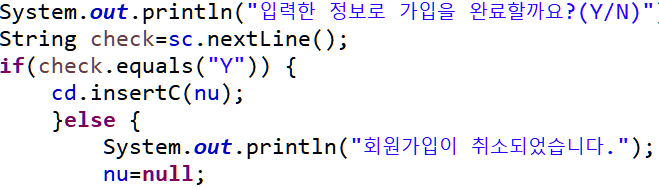 System.out.println("입력한 정보로 가입을 완료할까요?(Y/N)"
String check=sc.nextLine();
if(check.equals("Y")) {
cd.insertC(nu);
}else {
System.out.println("회원가입이 취소되었습니다.");
nu=null;